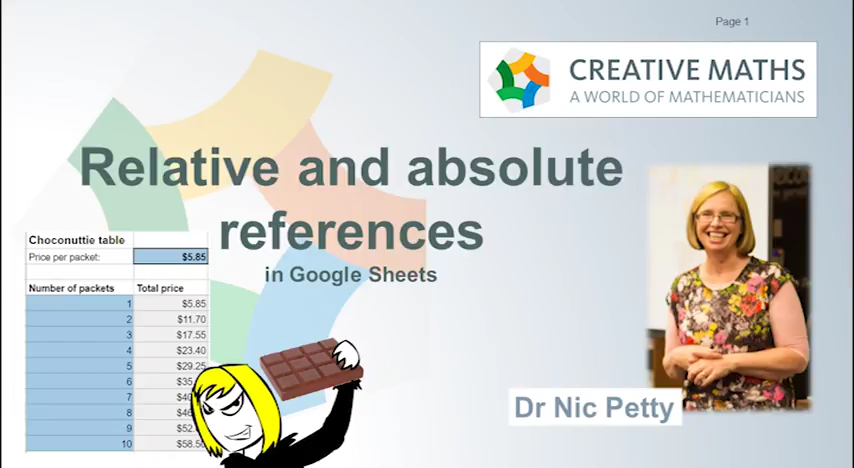 Page 1
CREATIVE MATHS
A WORLD OF MATHEMATICIANS
Relative and absolute
references
in Google Sheets
Choconuttie table
Price per packet: $5.85
Number of packets Total price
1 $5.85
2 $11.70
3 $17.55
4 $23.40
5 $29.25
6
7
8
9
10 $58.50
Dr Nic Petty